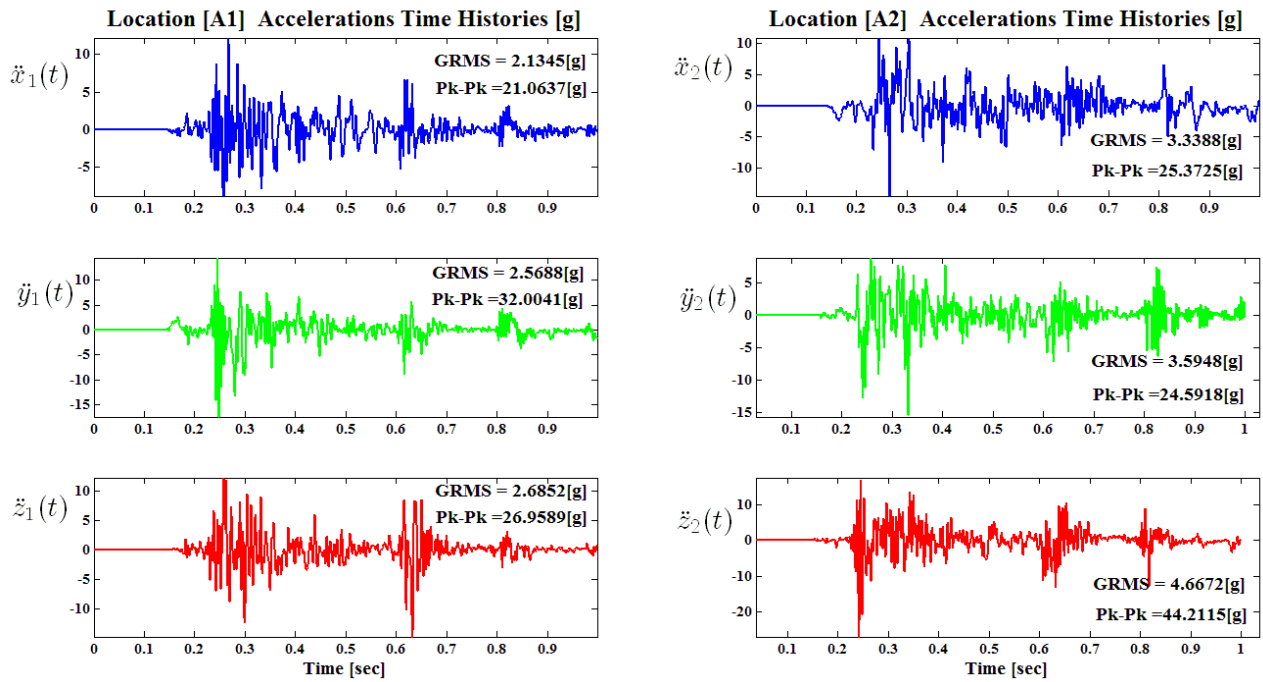 Location [A1]  Accelerations Time Histories [g]
ẍ₁(t)
10
5
0
-5
GRMS = 2.1345[g]
Pk-Pk =21.0637[g]
0 0.1 0.2 0.3 0.4 0.5 0.6 0.7 0.8 0.9
ÿ₁(t)
10
5
0
-5
-10
-15
GRMS = 2.5688[g]
Pk-Pk =32.0041[g]
0 0.1 0.2 0.3 0.4 0.5 0.6 0.7 0.8 0.9
z̈₁(t)
10
5
0
-5
-10
GRMS = 2.6852[g]
Pk-Pk =26.9589[g]
0 0.1 0.2 0.3 0.4 0.5 0.6 0.7 0.8 0.9
Time [sec]
Location [A2]  Accelerations Time Histories [g]
ẍ₂(t)
10
5
0
-5
-10
GRMS = 3.3388[g]
Pk-Pk =25.3725[g]
0.1 0.2 0.3 0.4 0.5 0.6 0.7 0.8 0.9
ÿ₂(t)
5
0
-5
-10
-15
GRMS = 3.5948[g]
Pk-Pk =24.5918[g]
0.1 0.2 0.3 0.4 0.5 0.6 0.7 0.8 0.9 1
z̈₂(t)
10
0
-10
-20
GRMS = 4.6672[g]
Pk-Pk =44.2115[g]
0.1 0.2 0.3 0.4 0.5 0.6 0.7 0.8 0.9 1
Time [sec]